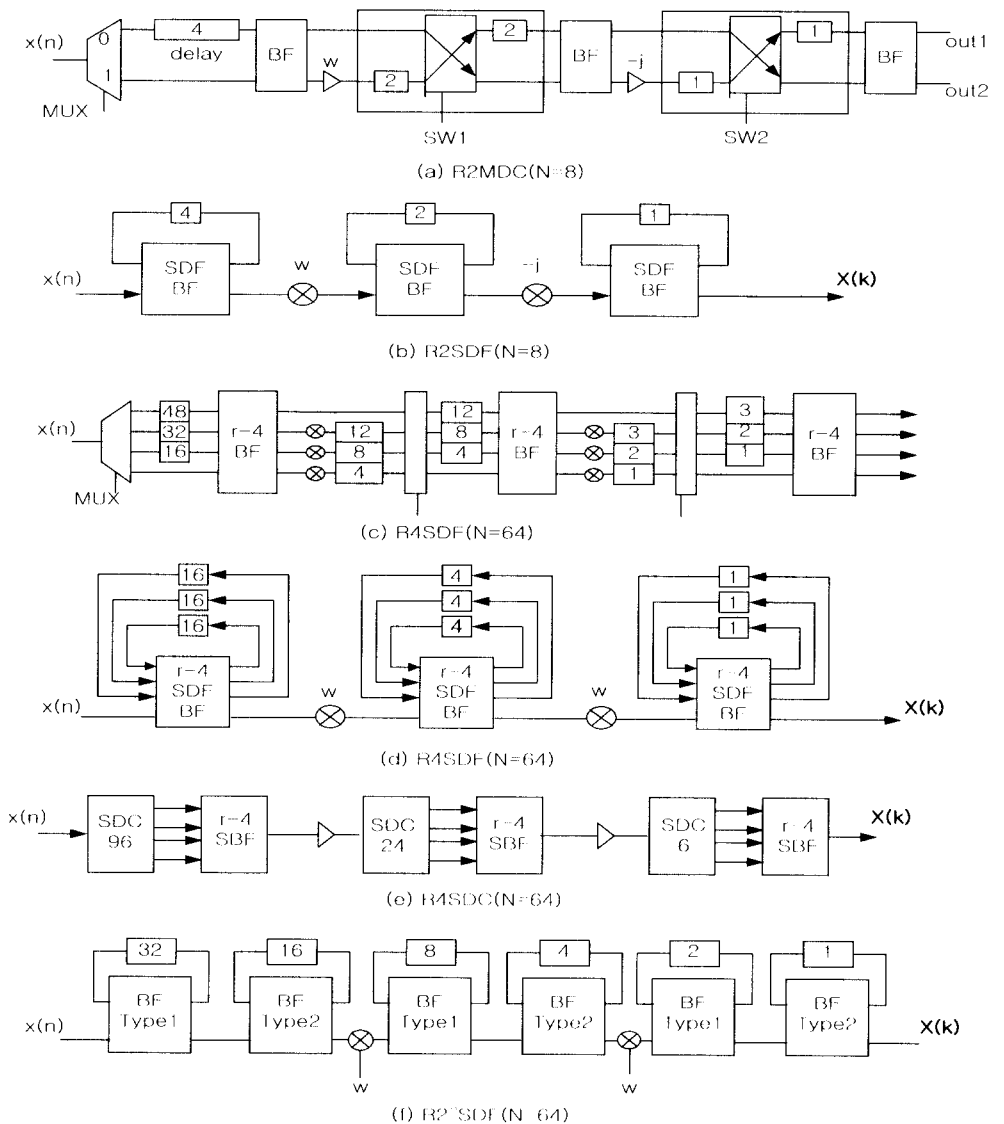 x(n)
0
1
MUX
4
delay
BF
w
2
2
SW1
BF
-j
1
1
SW2
BF
out1
out2
(a) R2MDC(N=8)
4
2
1
x(n)
SDF
BF
w
SDF
BF
-j
SDF
BF
X(k)
(b) R2SDF(N=8)
x(n)
MUX
48
32
16
r-4
BF
12
8
4
12
8
4
r-4
BF
3
2
1
3
2
1
r-4
BF
(c) R4SDF(N=64)
16
16
16
4
4
4
1
1
1
x(n)
r-4
SDF
BF
w
r-4
SDF
BF
w
r-4
SDF
BF
X(k)
(d) R4SDF(N=64)
x(n)
SDC
96
r-4
SBF
SDC
24
r-4
SBF
SDC
6
r-4
SBF
X(k)
(e) R4SDC(N=64)
32
16
8
4
2
1
x(n)
BF
Type1
BF
Type2
w
BF
Type1
BF
Type2
w
BF
Type1
BF
Type2
X(k)
(f) SDF(N=64)